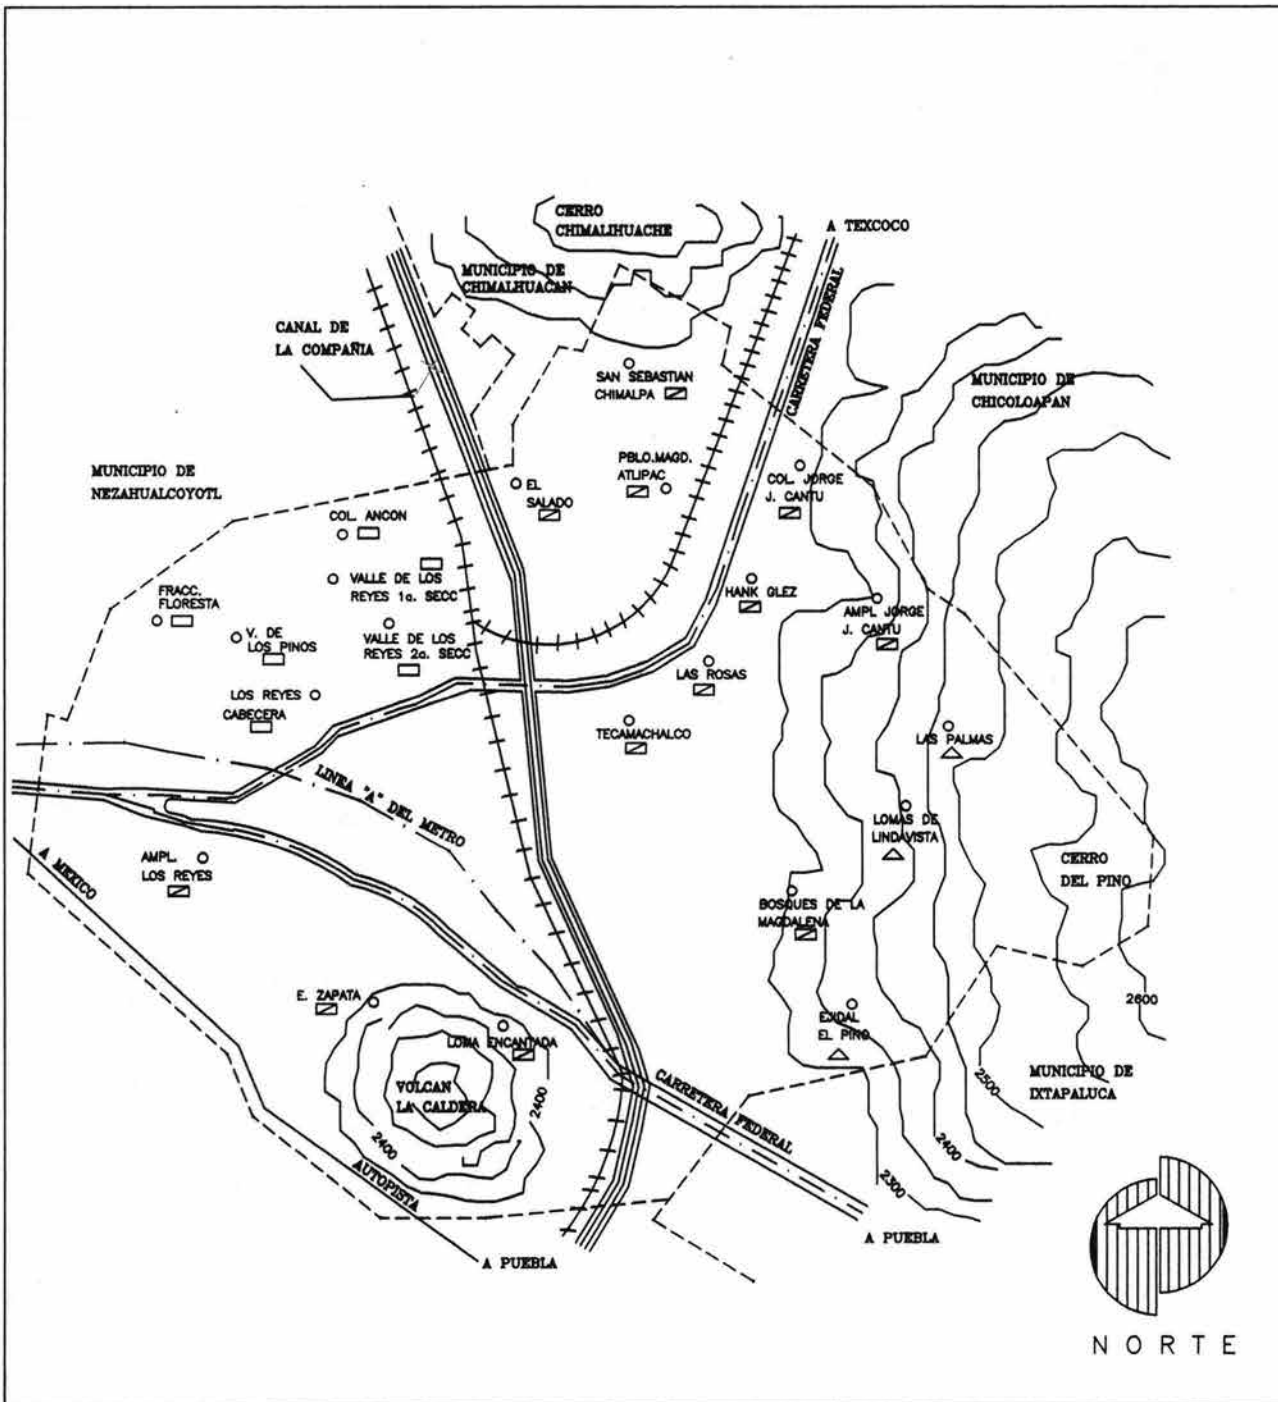 CERRO
CHIMALIHUACHE
A TEXCOCO
MUNICIPIO DE
CHIMALHUACAN
CARRETERA FEDERAL
CANAL DE
LA COMPAÑIA
SAN SEBASTIAN
CHIMALPA
MUNICIPIO DE
CHICOLOAPAN
MUNICIPIO DE
NEZAHUALCOYOTL
PBLO.MAGD.
ATLIPAC
COL. JORGE
J. CANTU
EL
SALADO
COL. ANCON
VALLE DE LOS
REYES 1a. SECC
HANK GLEZ
FRACC.
FLORESTA
AMPL JORGE
J. CANTU
V. DE
LOS PINOS
VALLE DE LOS
REYES 2a. SECC
LAS ROSAS
LOS REYES
CABECERA
TECAMACHALCO
LAS PALMAS
LINEA "A" DEL METRO
LOMAS DE
LINDAVISTA
A MEXICO
AMPL.
LOS REYES
CERRO
DEL PINO
BOSQUES DE LA
MAGDALENA
E. ZAPATA
EJIDAL
EL PINO
2600
LOMA ENCANTADA
VOLCAN
LA CALDERA
2400
2400
CARRETERA FEDERAL
2500
MUNICIPIO DE
IXTAPALUCA
2400
2300
AUTOPISTA
A PUEBLA
A PUEBLA
NORTE